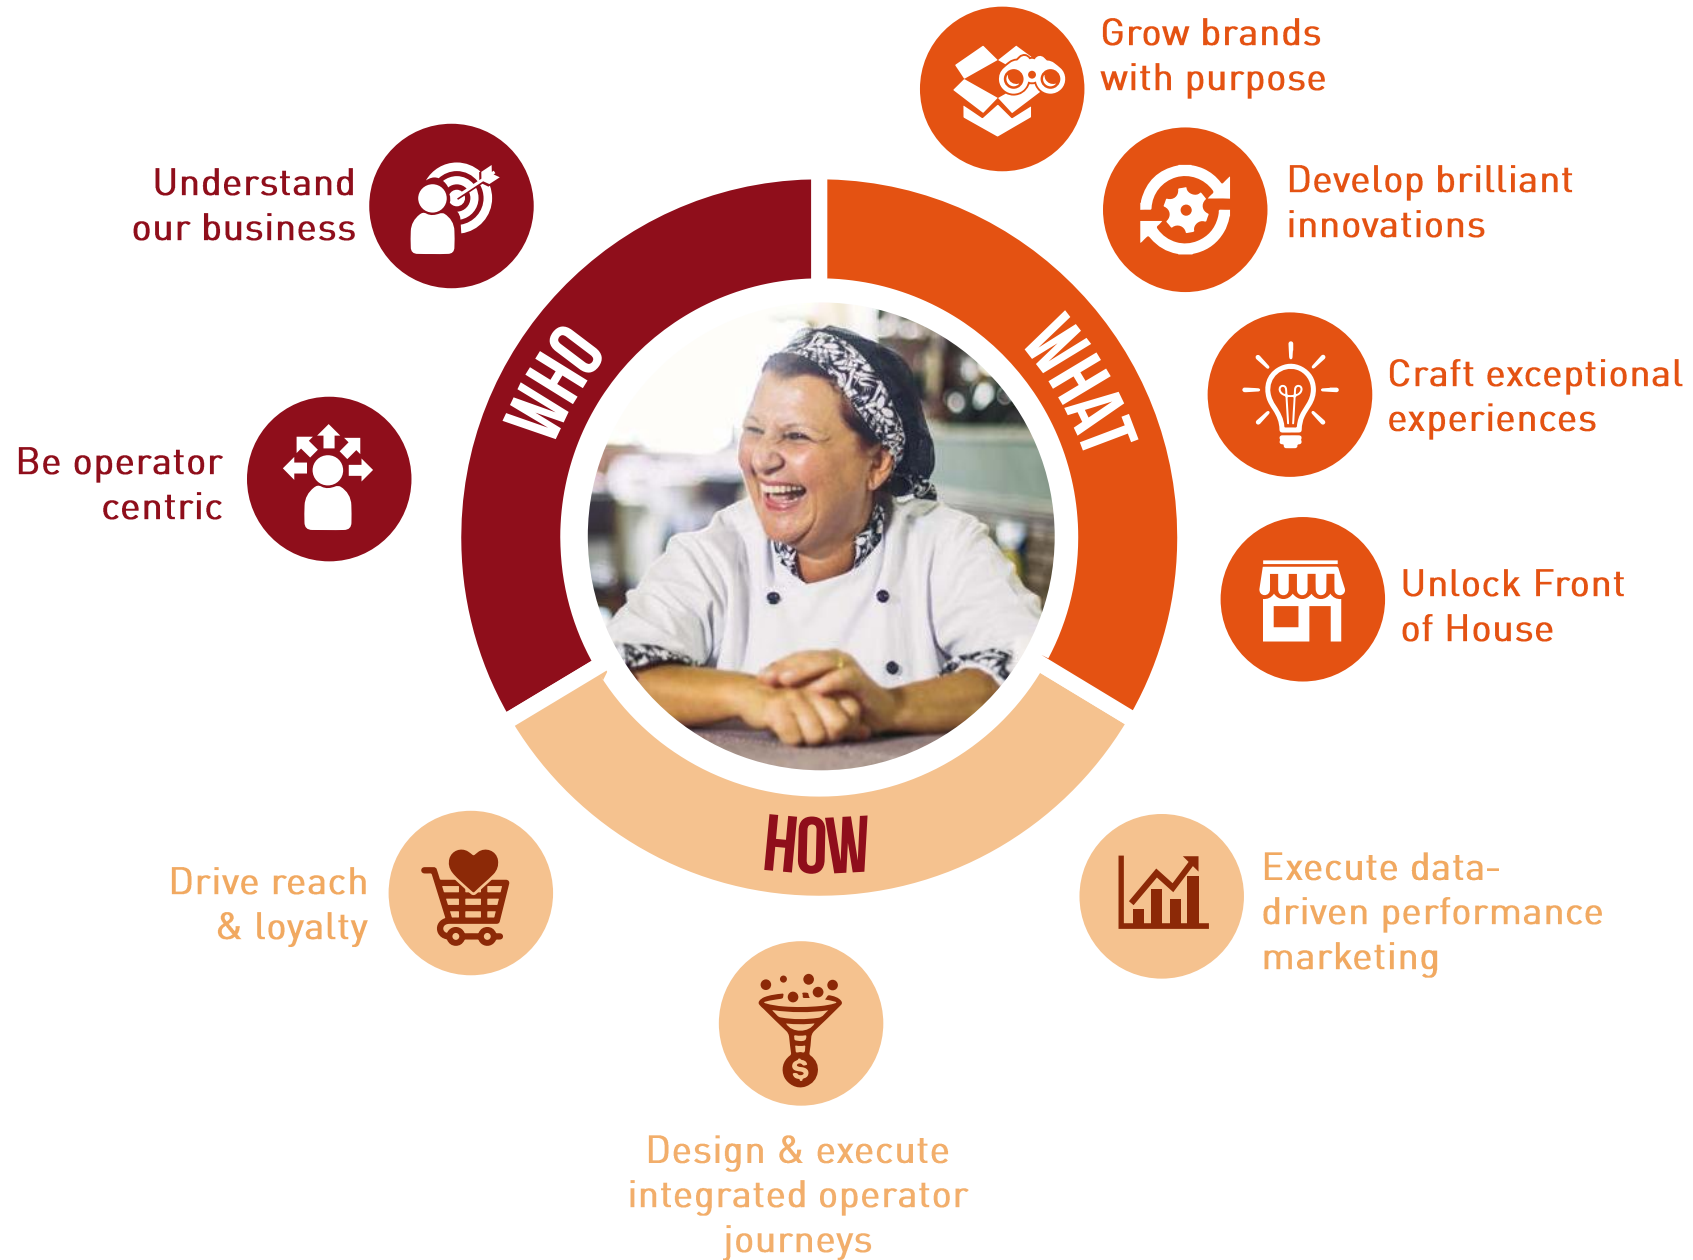 Grow brands
with purpose
Understand
our business
Develop brilliant
innovations
WHO
WHAT
Craft exceptional
experiences
Be operator
centric
Unlock Front
of House
HOW
Drive reach
& loyalty
Execute data-
driven performance
marketing
$
Design & execute
integrated operator
journeys